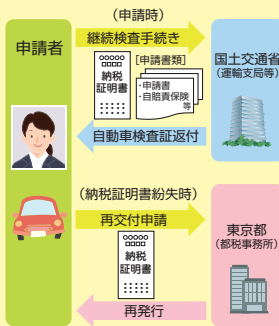 (申請時)
継続検査手続き
申請者
納税
証明書
[申請書類]
・申請書
・自賠責保険
等
国土交通省
(運輸支局等)
自動車検査証返付
(納税証明書紛失時)
再交付申請
納税
証明書
東京都
(都税事務所)
再発行